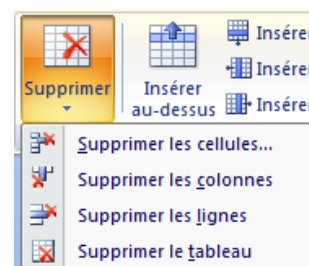 Supprimer
Insérer
au-dessus
Insérer
Insérer
Insérer
Supprimer les cellules...
Supprimer les colonnes
Supprimer les lignes
Supprimer le tableau